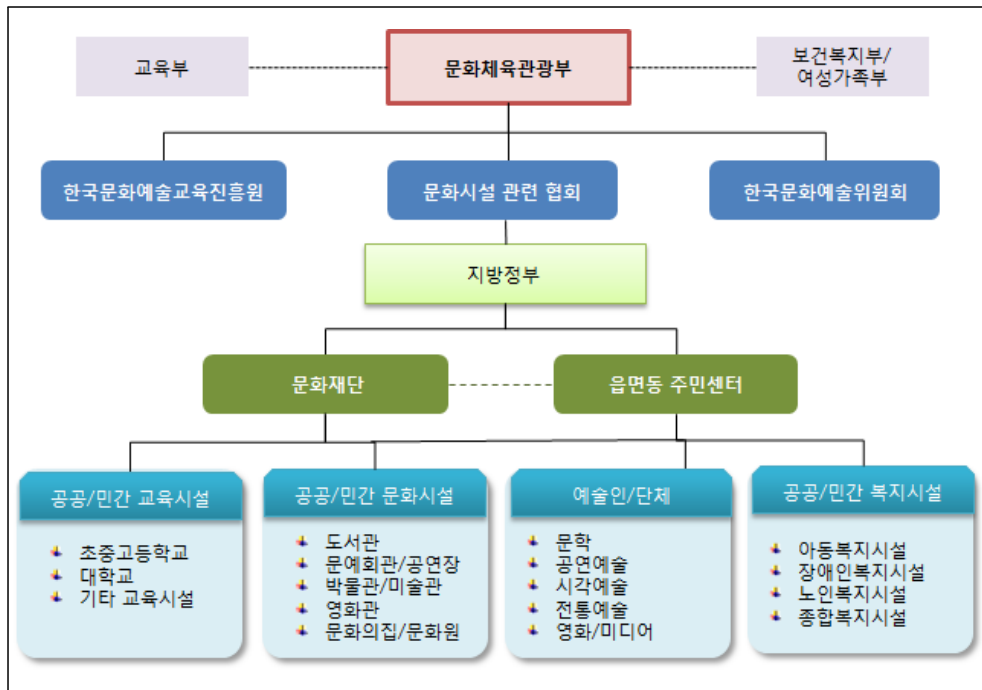 교육부
문화체육관광부
보건복지부/
여성가족부
한국문화예술교육진흥원
문화시설 관련 협회
한국문화예술위원회
지방정부
문화재단
읍면동 주민센터
공공/민간 교육시설
초중고등학교
대학교
기타 교육시설
공공/민간 문화시설
도서관
문예회관/공연장
박물관/미술관
영화관
문화의집/문화원
예술인/단체
문학
공연예술
시각예술
전통예술
영화/미디어
공공/민간 복지시설
아동복지시설
장애인복지시설
노인복지시설
종합복지시설